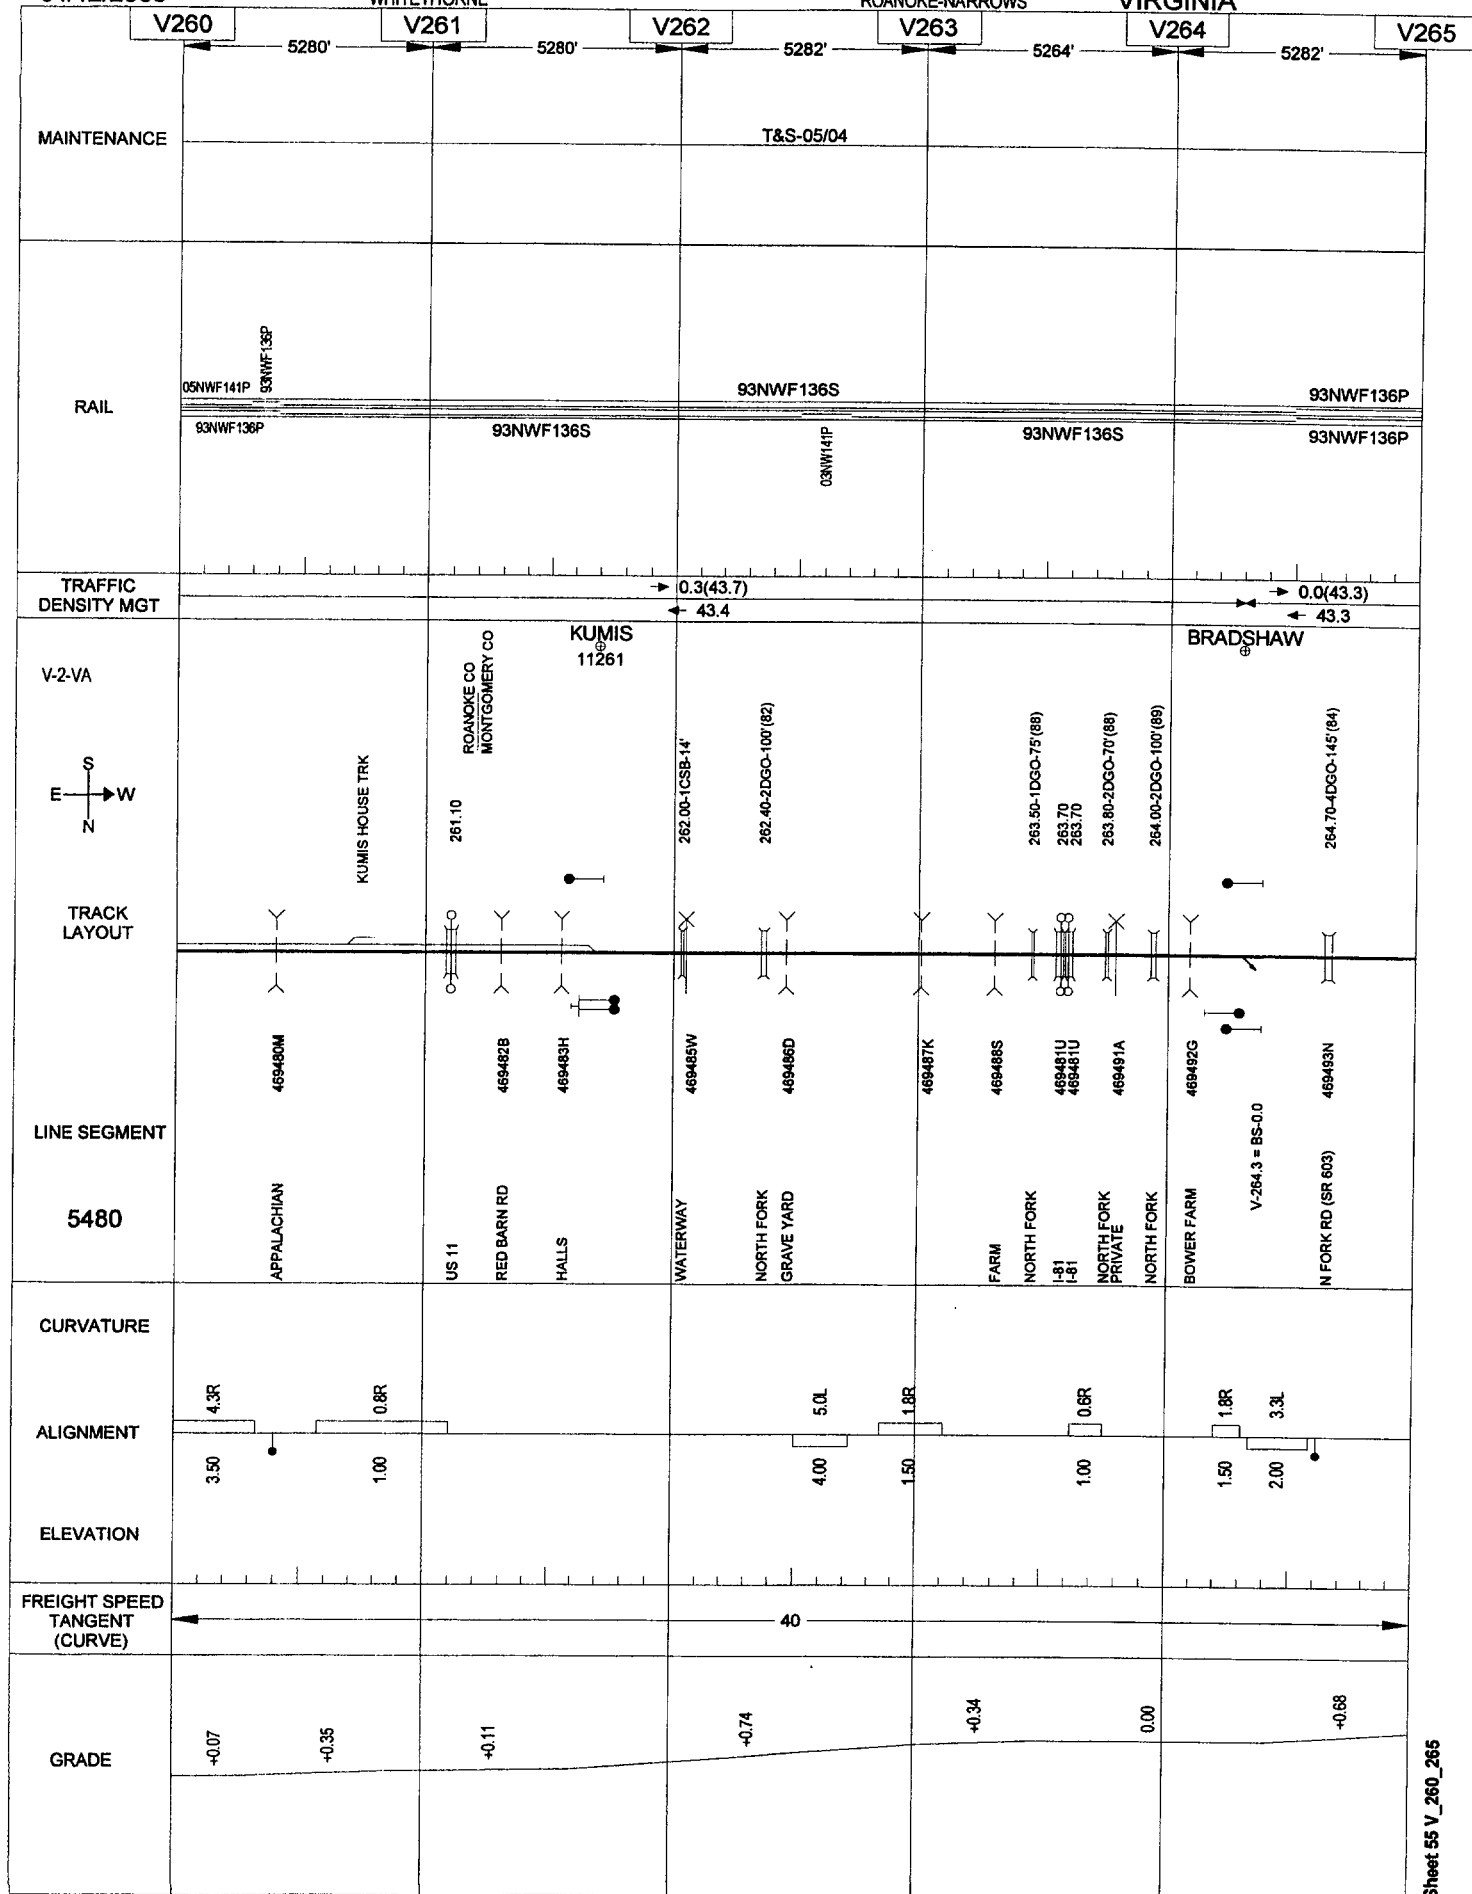 WHITETHORNE
ROANOKE-NARROWS
VIRGINIA
V260
V261
V262
V263
V264
V265
5280'
5280'
5282'
5264'
5282'
MAINTENANCE
T&S-05/04
RAIL
05NWF141P
93NWF136P
93NWF136S
93NWF136P
93NWF136P
93NWF136S
03NW141P
93NWF136S
93NWF136P
TRAFFIC
DENSITY MGT
0.3(43.7)
43.4
0.0(43.3)
43.3
V-2-VA
S
E
W
N
KUMIS HOUSE TRK
261.10
ROANOKE CO
MONTGOMERY CO
KUMIS
11261
262.00-1CSB-14'
262.40-2DGO-100'(82)
263.50-1DGO-75'(88)
263.70
263.70
263.80-2DGO-70'(88)
264.00-2DGO-100'(89)
BRADSHAW
264.70-4DGO-145'(84)
TRACK
LAYOUT
469480M
469482B
469483H
469485W
469486D
469487K
469488S
469481U
469481U
469491A
469492G
469493N
LINE SEGMENT
5480
APPALACHIAN
US 11
RED BARN RD
HALLS
WATERWAY
NORTH FORK
GRAVE YARD
FARM
NORTH FORK
I-81
I-81
NORTH FORK
PRIVATE
NORTH FORK
BOWER FARM
V-264.3 = BS-0.0
N FORK RD (SR 603)
CURVATURE
4.3R
0.8R
5.0L
1.8R
0.6R
1.8R
3.3L
ALIGNMENT
3.50
1.00
4.00
1.50
1.00
1.50
2.00
ELEVATION
FREIGHT SPEED
TANGENT
(CURVE)
40
GRADE
+0.07
+0.35
+0.11
+0.74
+0.34
0.00
+0.68
Sheet 55 V_260_265